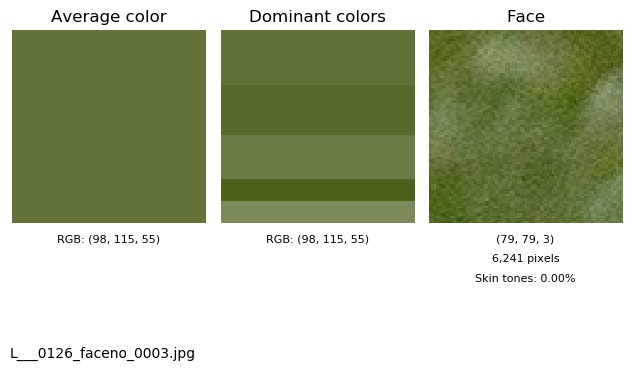 Average color
Dominant colors
Face
RGB: (98, 115, 55)
RGB: (98, 115, 55)
(79, 79, 3)
6,241 pixels
Skin tones: 0.00%
L___0126_faceno_0003.jpg